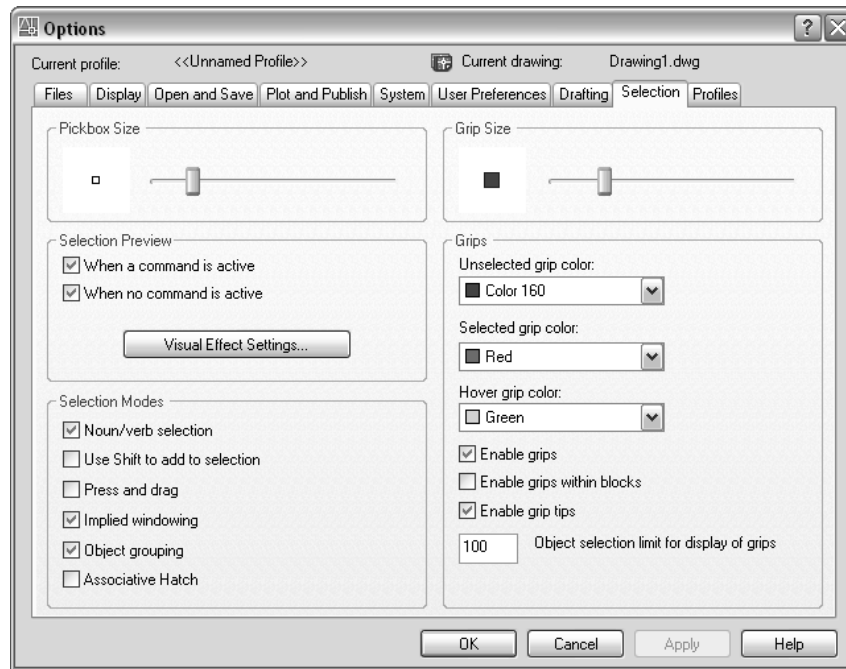 Options
Current profile: <<Unnamed Profile>> Current drawing: Drawing1.dwg
Files Display Open and Save Plot and Publish System User Preferences Drafting Selection Profiles
Pickbox Size
Grip Size
Selection Preview
When a command is active
When no command is active
Visual Effect Settings...
Selection Modes
Noun/verb selection
Use Shift to add to selection
Press and drag
Implied windowing
Object grouping
Associative Hatch
Grips
Unselected grip color:
Color 160
Selected grip color:
Red
Hover grip color:
Green
Enable grips
Enable grips within blocks
Enable grip tips
100 Object selection limit for display of grips
OK Cancel Apply Help